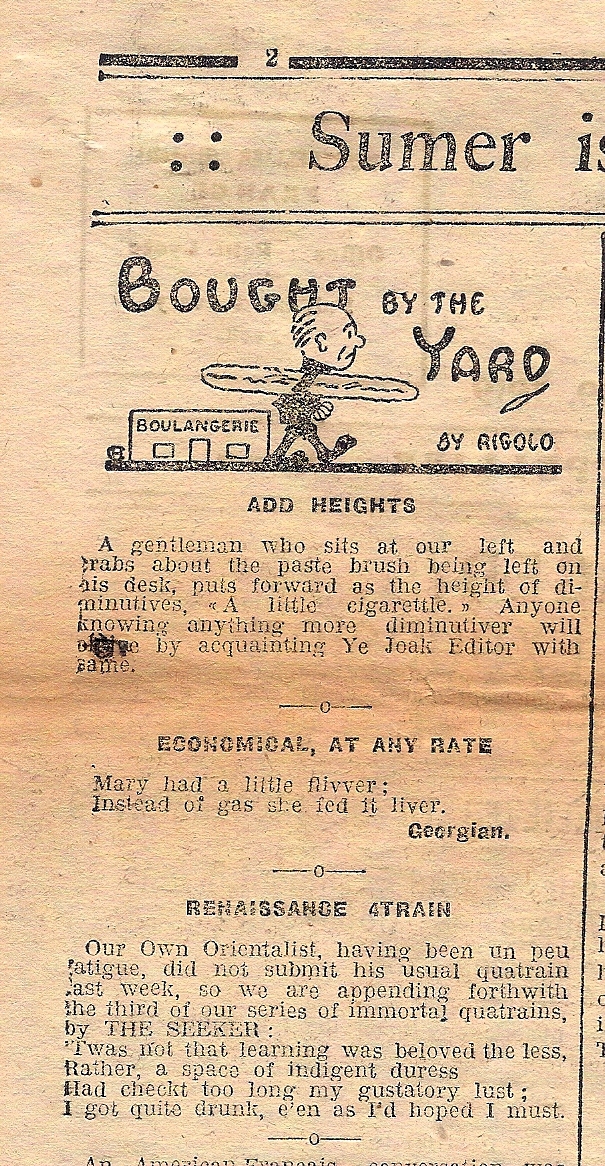 2
:: Sumer is
BOUGHT BY THE
YARD
BOULANGERIE
BY RIGOLO
ADD HEIGHTS
A gentleman who sits at our left and
crabs about the paste brush being left on
his desk, puts forward as the height of di-
minutives, «A little cigarettle.» Anyone
knowing anything more diminutiver will
by acquainting Ye Joak Editor with
same.
—o—
ECONOMICAL, AT ANY RATE
Mary had a little flivver;
Instead of gas she fed it liver.
Georgian.
—o—
RENAISSANCE 4TRAIN
Our Own Orientalist, having been un peu
fatigue, did not submit his usual quatrain
last week, so we are appending forthwith
the third of our series of immortal quatrains,
by THE SEEKER:
'Twas not that learning was beloved the less,
Rather, a space of indigent duress
Had checkt too long my gustatory lust;
I got quite drunk, e'en as I'd hoped I must.
—o—
An American-Français conversation was